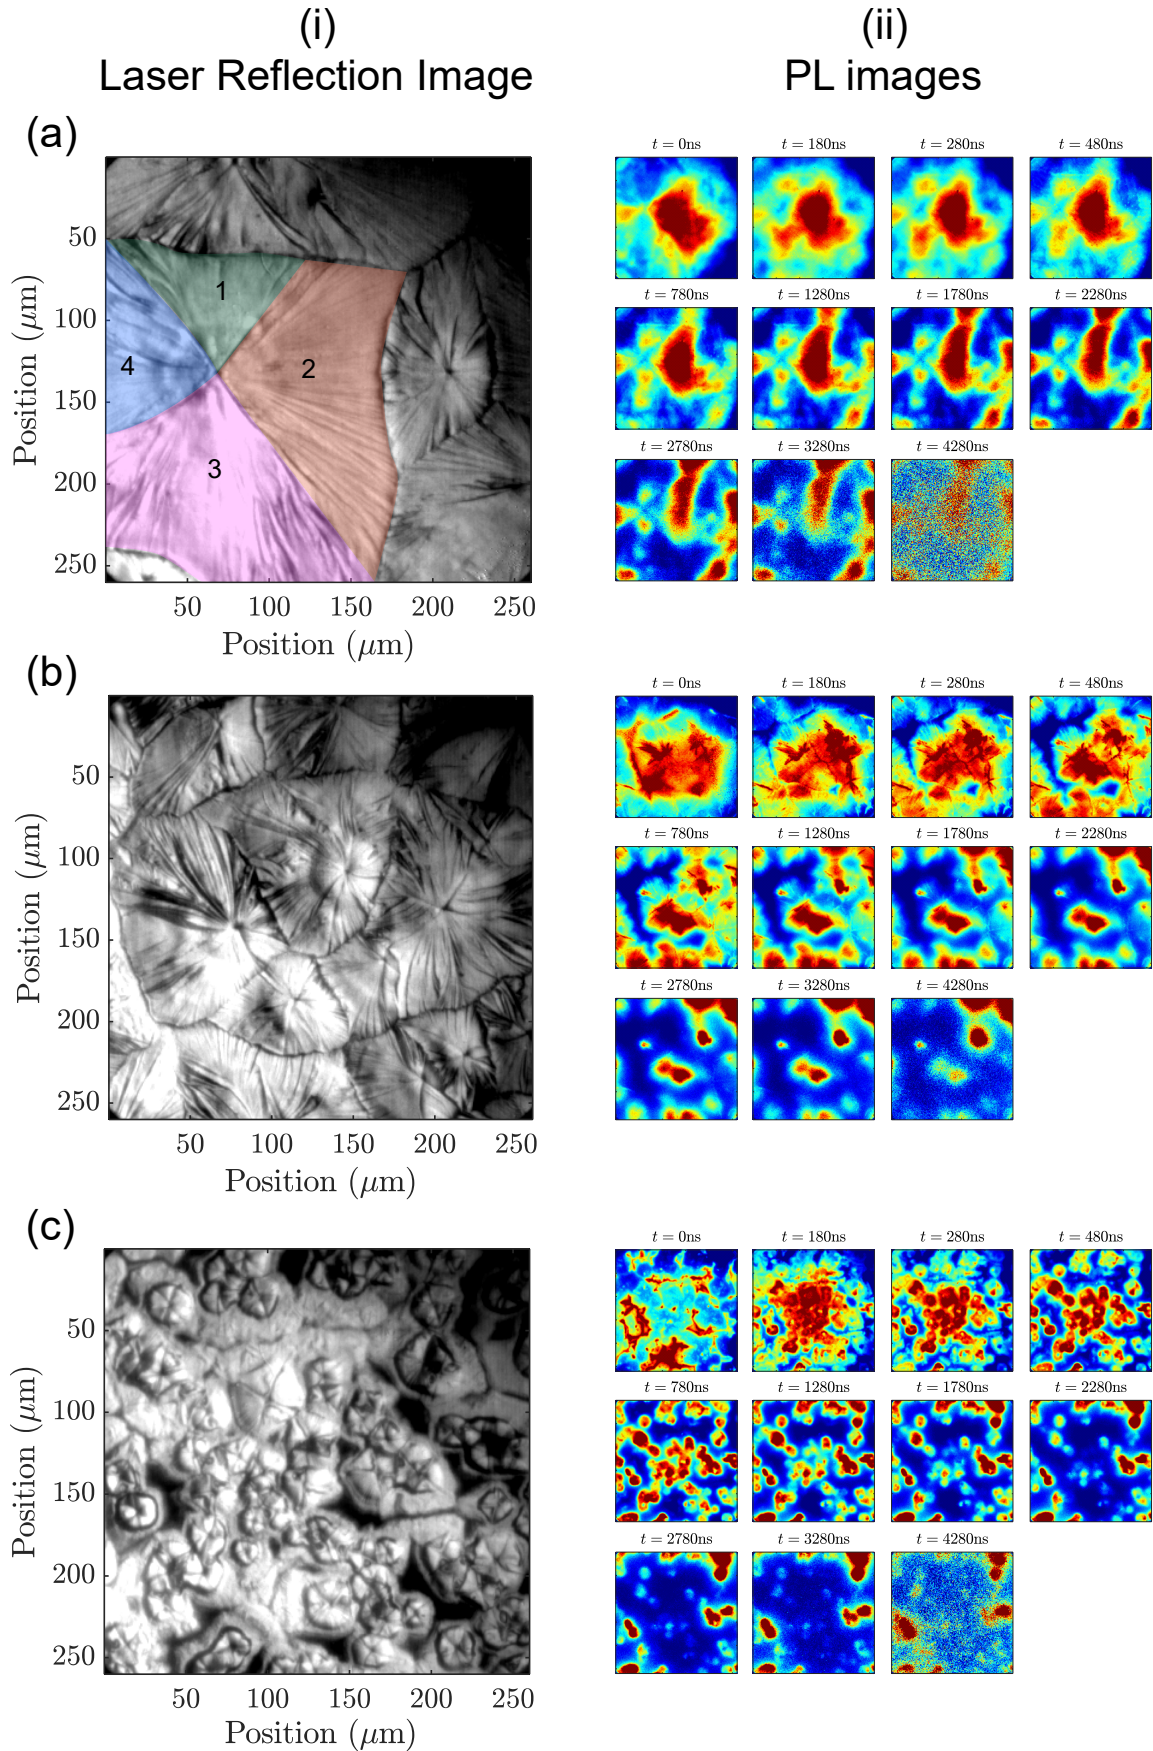 (i)
(ii)
Laser Reflection Image
PL images
(a)
t = 0ns
t = 180ns
t = 280ns
t = 480ns
t = 780ns
t = 1280ns
t = 1780ns
t = 2280ns
t = 2780ns
t = 3280ns
t = 4280ns
1
2
3
4
50
100
150
200
250
Position (μm)
50
100
150
200
250
Position (μm)
(b)
t = 0ns
t = 180ns
t = 280ns
t = 480ns
t = 780ns
t = 1280ns
t = 1780ns
t = 2280ns
t = 2780ns
t = 3280ns
t = 4280ns
50
100
150
200
250
Position (μm)
50
100
150
200
250
Position (μm)
(c)
t = 0ns
t = 180ns
t = 280ns
t = 480ns
t = 780ns
t = 1280ns
t = 1780ns
t = 2280ns
t = 2780ns
t = 3280ns
t = 4280ns
50
100
150
200
250
Position (μm)
50
100
150
200
250
Position (μm)